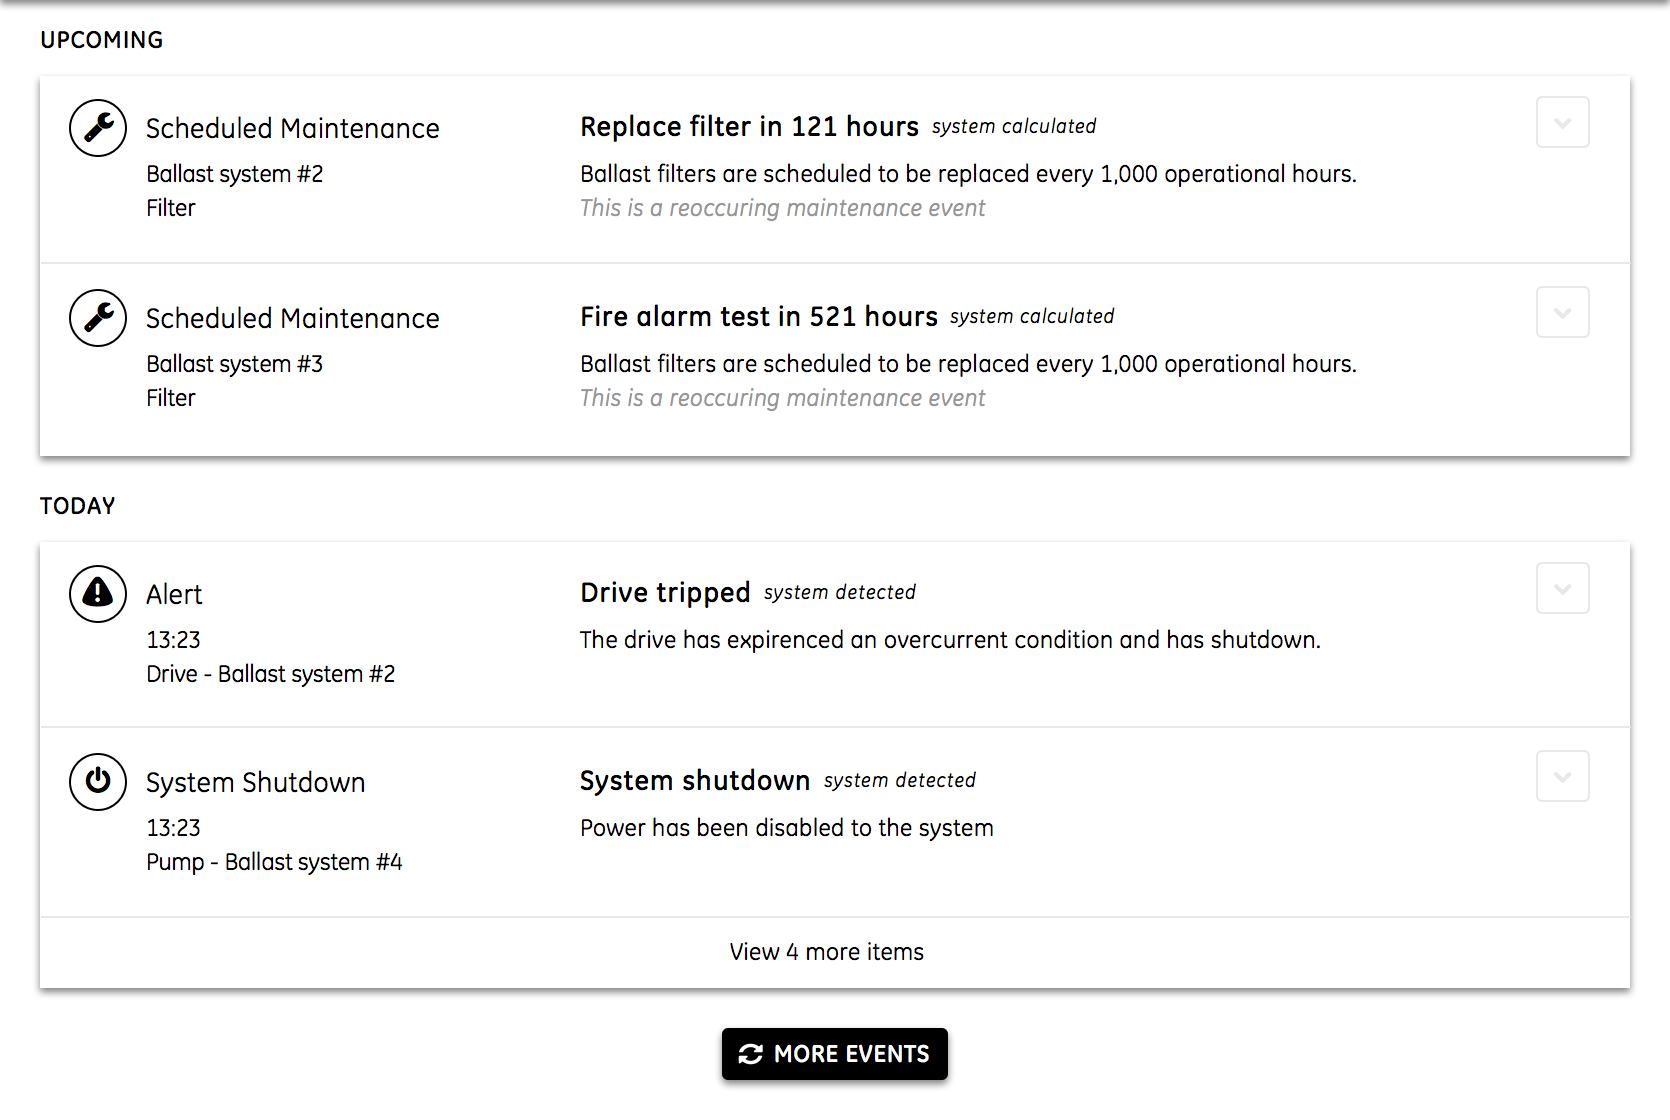 UPCOMING
Scheduled Maintenance
Ballast system #2
Filter
Replace filter in 121 hours system calculated
Ballast filters are scheduled to be replaced every 1,000 operational hours.
This is a reoccuring maintenance event
Scheduled Maintenance
Ballast system #3
Filter
Fire alarm test in 521 hours system calculated
Ballast filters are scheduled to be replaced every 1,000 operational hours.
This is a reoccuring maintenance event
TODAY
Alert
13:23
Drive - Ballast system #2
Drive tripped system detected
The drive has expirenced an overcurrent condition and has shutdown.
System Shutdown
13:23
Pump - Ballast system #4
System shutdown system detected
Power has been disabled to the system
View 4 more items
MORE EVENTS